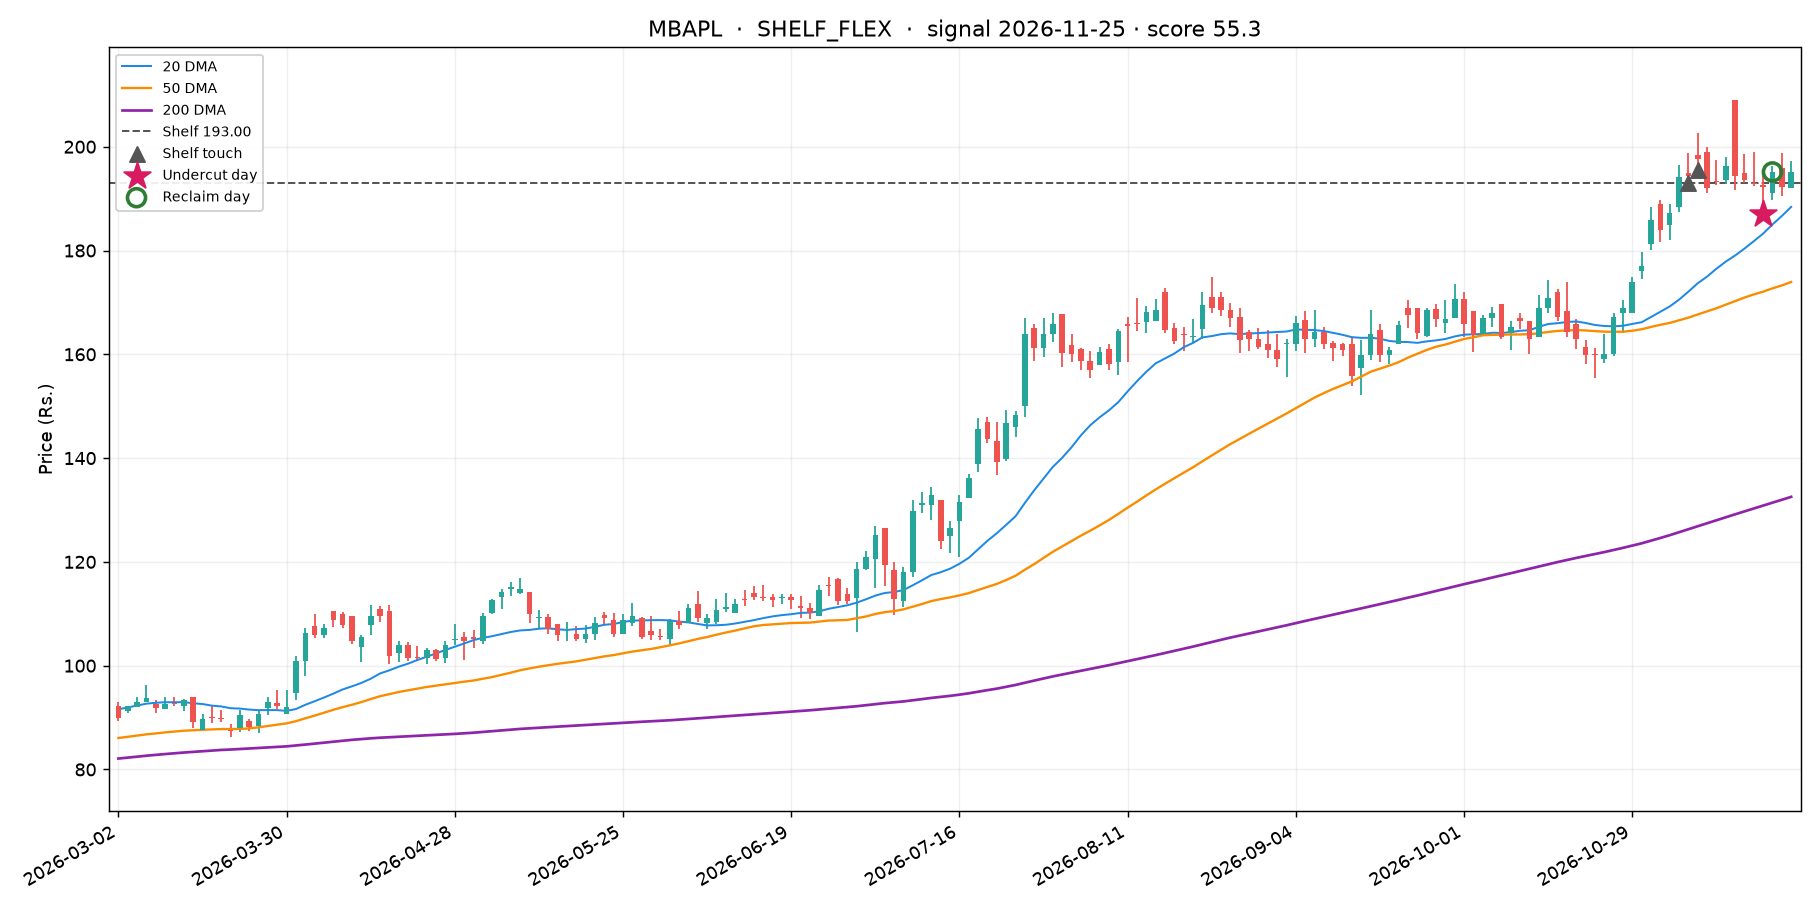 MBAPL · SHELF_FLEX · signal 2026-11-25 · score 55.3
20 DMA
50 DMA
200 DMA
Shelf 193.00
Shelf touch
Undercut day
Reclaim day
Price (Rs.)
200
180
160
140
120
100
80
2026-03-02
2026-03-30
2026-04-28
2026-05-25
2026-06-19
2026-07-16
2026-08-11
2026-09-04
2026-10-01
2026-10-29